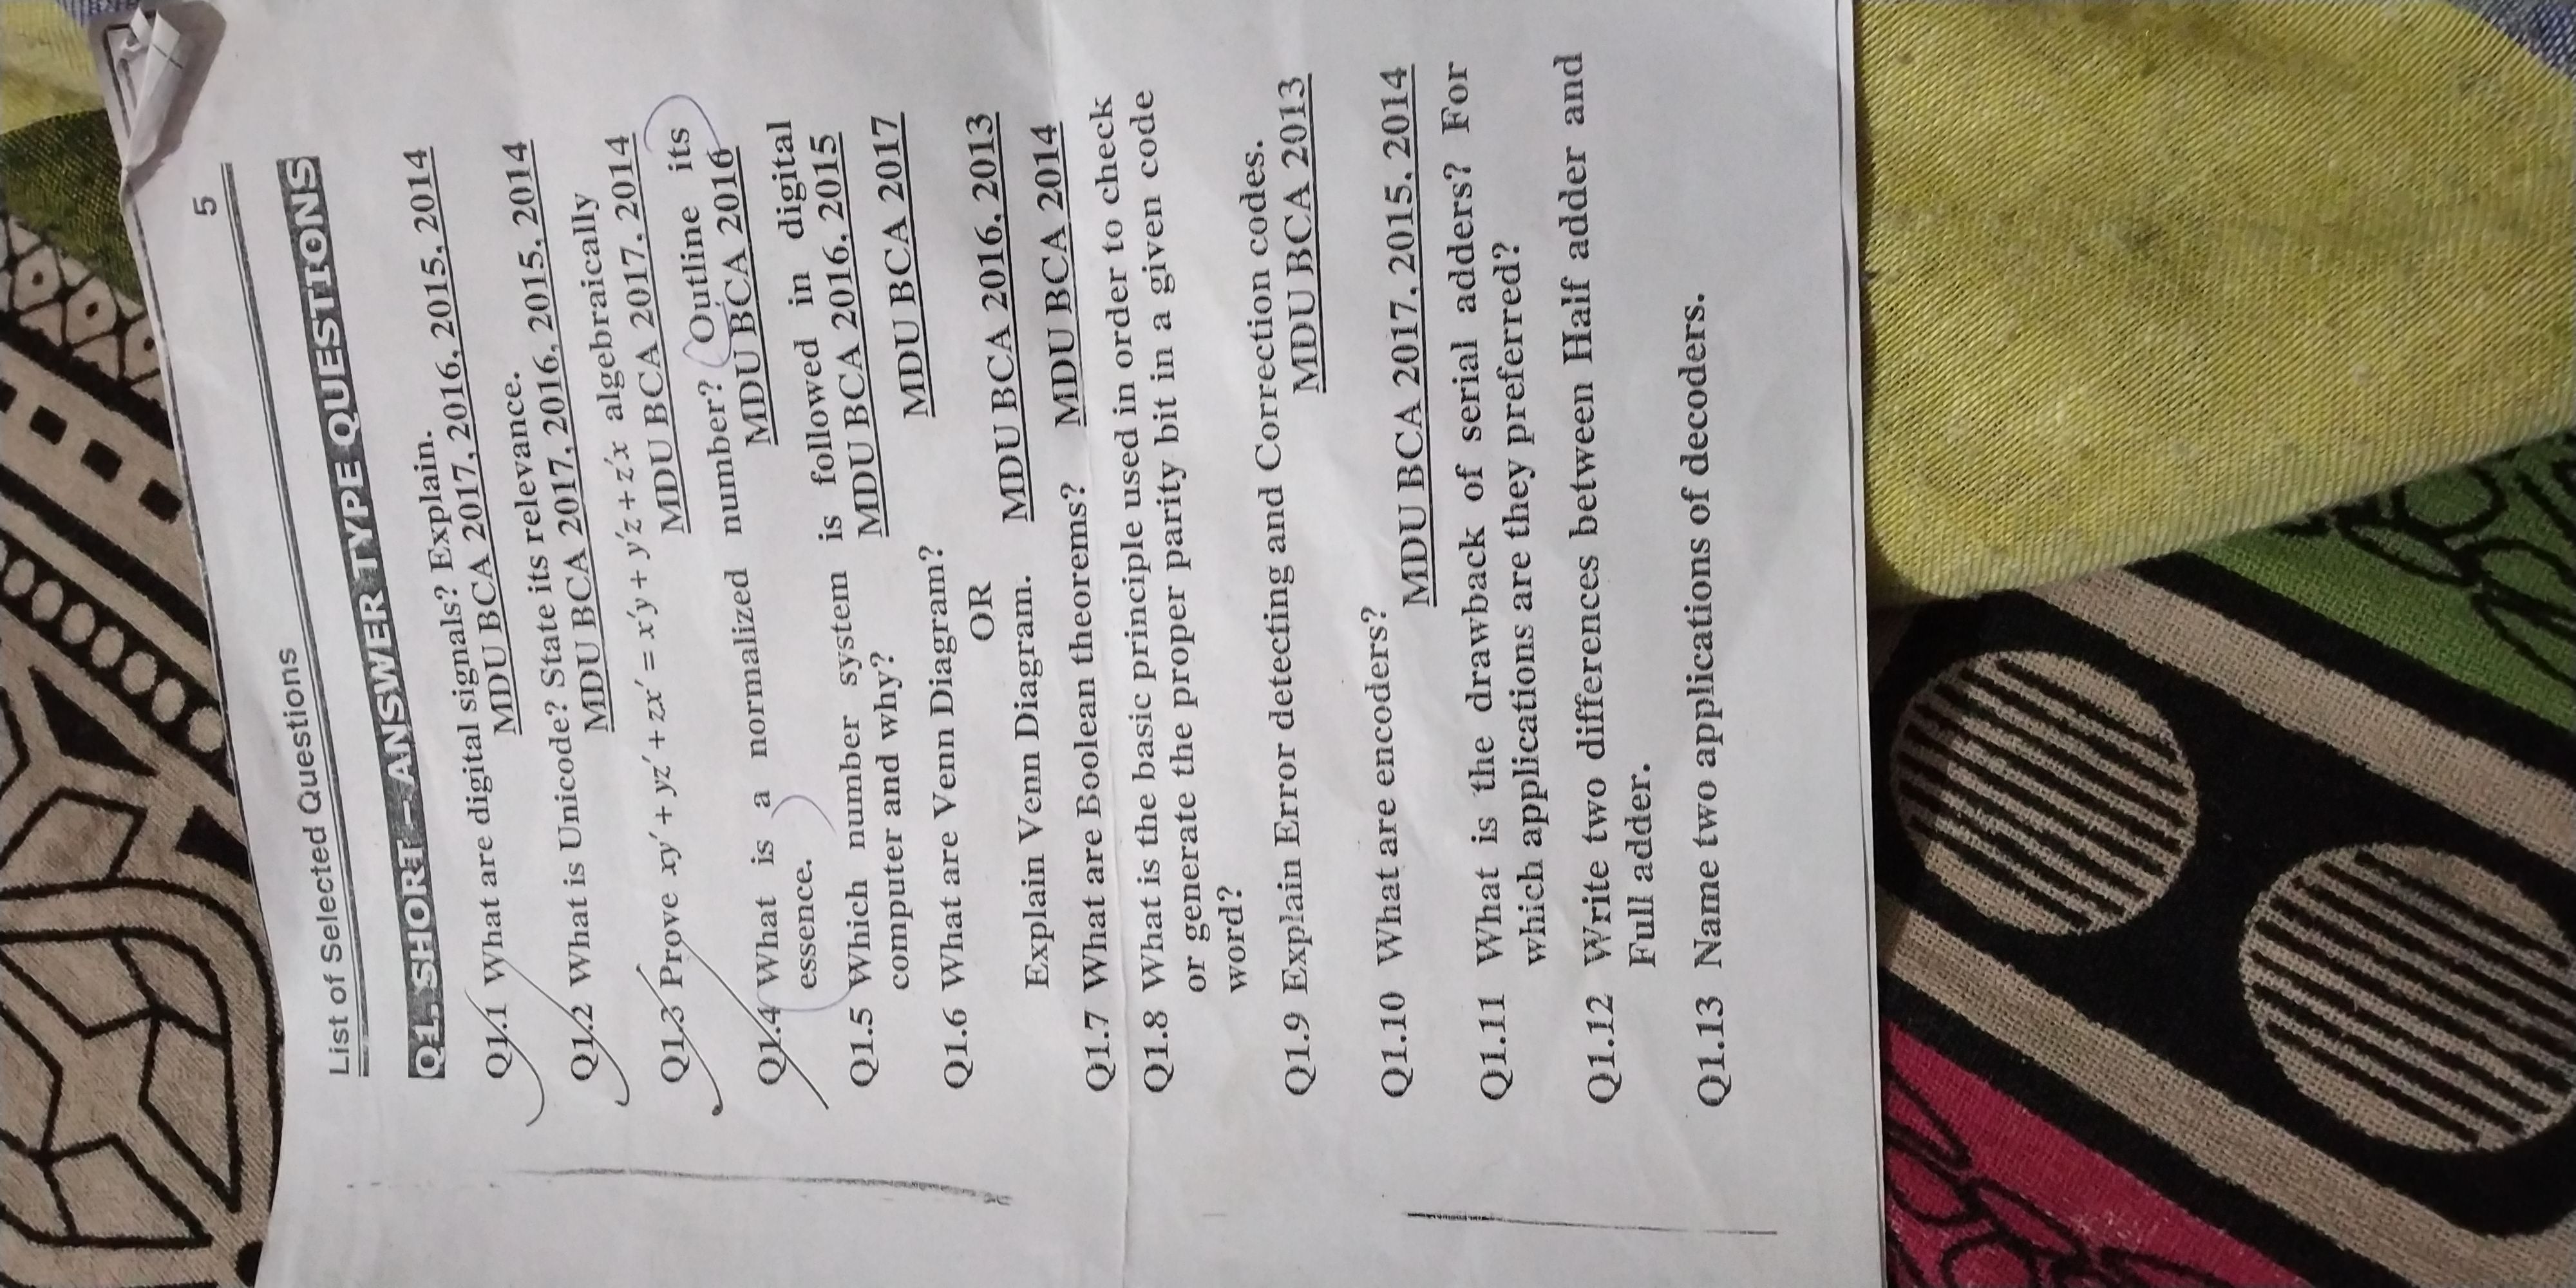 5
List of Selected Questions
Q1. SHORT – ANSWER TYPE QUESTIONS
Q1.1 What are digital signals? Explain.
MDU BCA 2017, 2016, 2015, 2014
Q1.2 What is Unicode? State its relevance.
MDU BCA 2017, 2016, 2015, 2014
Q1.3 Prove xy′ + yz′ + zx′ = x′y + y′z + z′x algebraically
MDU BCA 2017, 2014
Q1.4 What is a normalized number? Outline its
essence. MDU BCA 2016
Q1.5 Which number system is followed in digital
computer and why? MDU BCA 2016, 2015
Q1.6 What are Venn Diagram? MDU BCA 2017
OR
Explain Venn Diagram. MDU BCA 2016, 2013
Q1.7 What are Boolean theorems? MDU BCA 2014
Q1.8 What is the basic principle used in order to check
or generate the proper parity bit in a given code
word?
Q1.9 Explain Error detecting and Correction codes.
MDU BCA 2013
Q1.10 What are encoders?
MDU BCA 2017, 2015, 2014
Q1.11 What is the drawback of serial adders? For
which applications are they preferred?
Q1.12 Write two differences between Half adder and
Full adder.
Q1.13 Name two applications of decoders.